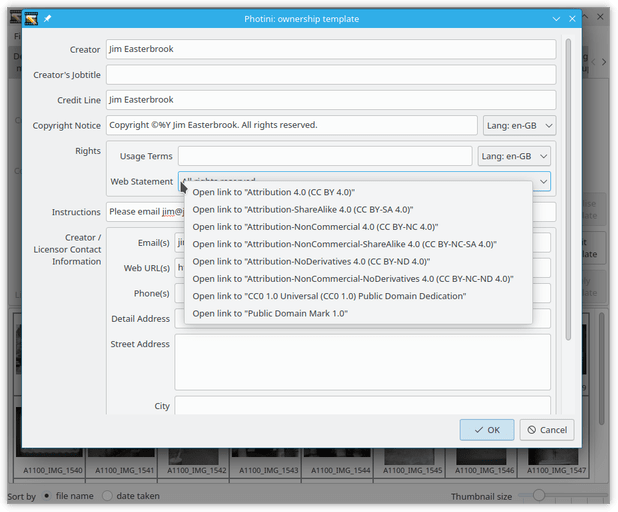 Photini: ownership template
Fi
Creator
Jim Easterbrook
Creator's Jobtitle
Credit Line
Jim Easterbrook
Copyright Notice
Copyright ©%Y Jim Easterbrook. All rights reserved.
Lang: en-GB
Rights
Usage Terms
Lang: en-GB
Web Statement
All rights reserved
Open link to "Attribution 4.0 (CC BY 4.0)"
Open link to "Attribution-ShareAlike 4.0 (CC BY-SA 4.0)"
Open link to "Attribution-NonCommercial 4.0 (CC BY-NC 4.0)"
Open link to "Attribution-NonCommercial-ShareAlike 4.0 (CC BY-NC-SA 4.0)"
Open link to "Attribution-NoDerivatives 4.0 (CC BY-ND 4.0)"
Open link to "Attribution-NonCommercial-NoDerivatives 4.0 (CC BY-NC-ND 4.0)"
Open link to "CC0 1.0 Universal (CC0 1.0) Public Domain Dedication"
Open link to "Public Domain Mark 1.0"
Instructions
Please email jim@j
Creator /
Licensor Contact
Information
Email(s)
Web URL(s)
Phone(s)
Detail Address
Street Address
City
OK
Cancel
A1100_IMG_1540
A1100_IMG_1541
A1100_IMG_1542
A1100_IMG_1543
A1100_IMG_1544
A1100_IMG_1545
A1100_IMG_1546
A1100_IMG_1547
Sort by
file name
date taken
Thumbnail size